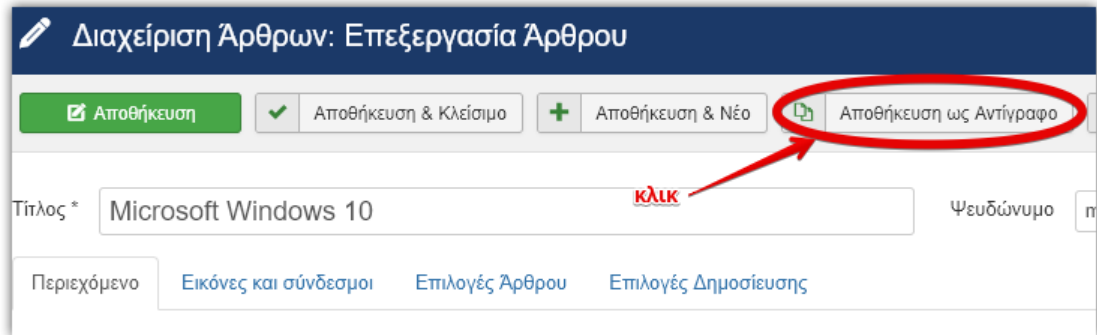 Διαχείριση Άρθρων: Επεξεργασία Άρθρου
Αποθήκευση Αποθήκευση & Κλείσιμο Αποθήκευση & Νέο Αποθήκευση ως Αντίγραφο
κλικ
Τίτλος * Microsoft Windows 10 Ψευδώνυμο m
Περιεχόμενο Εικόνες και σύνδεσμοι Επιλογές Άρθρου Επιλογές Δημοσίευσης